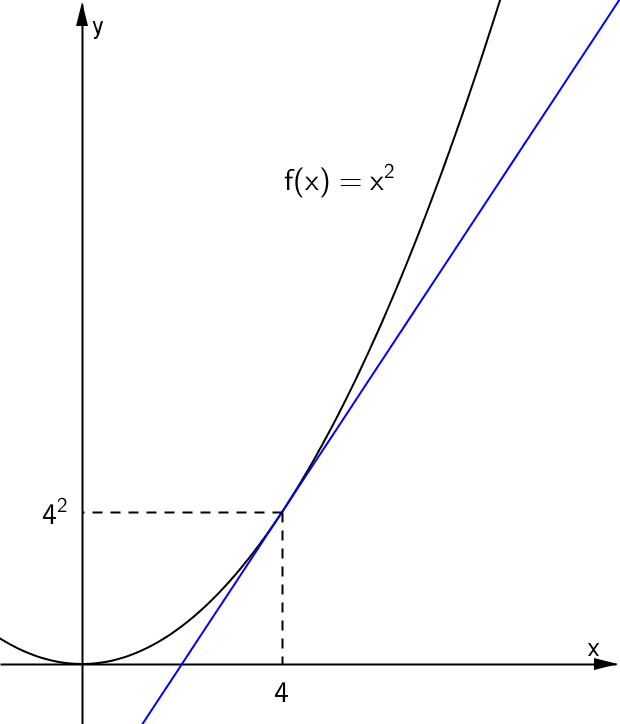 y
f(x) = x²
4²
x
4